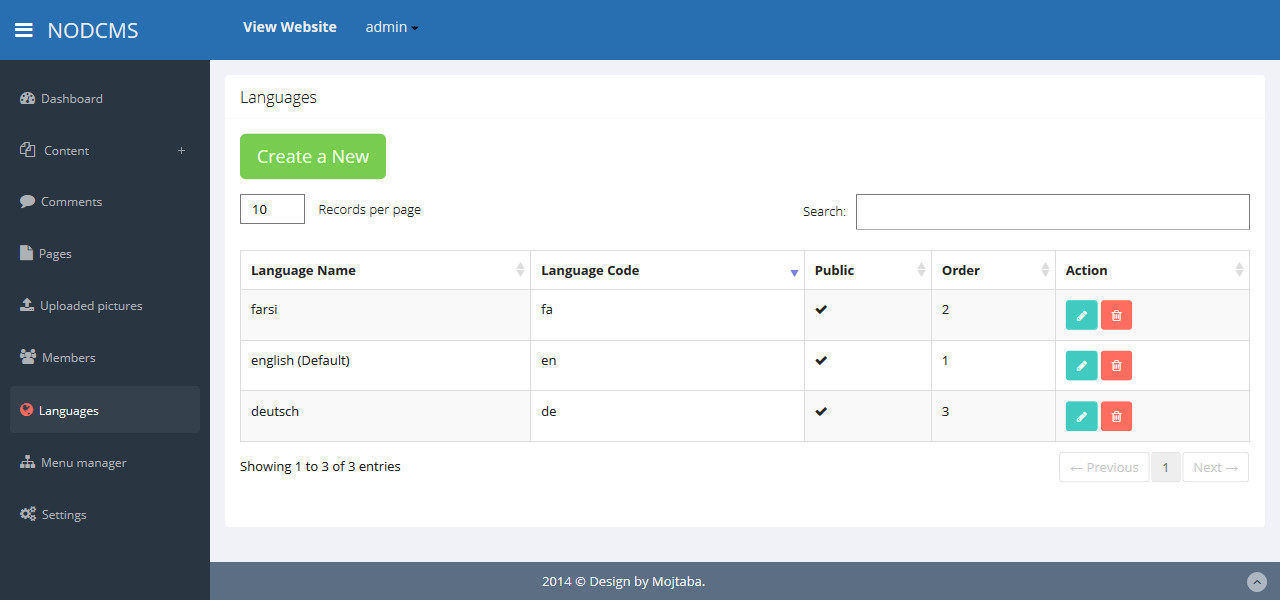 NODCMS
View Website admin
Dashboard
Content +
Comments
Pages
Uploaded pictures
Members
Languages
Menu manager
Settings
Languages
Create a New
10 Records per page Search:
Language Name Language Code Public Order Action
farsi fa ✔ 2
english (Default) en ✔ 1
deutsch de ✔ 3
Showing 1 to 3 of 3 entries ← Previous 1 Next →
2014 © Design by Mojtaba.